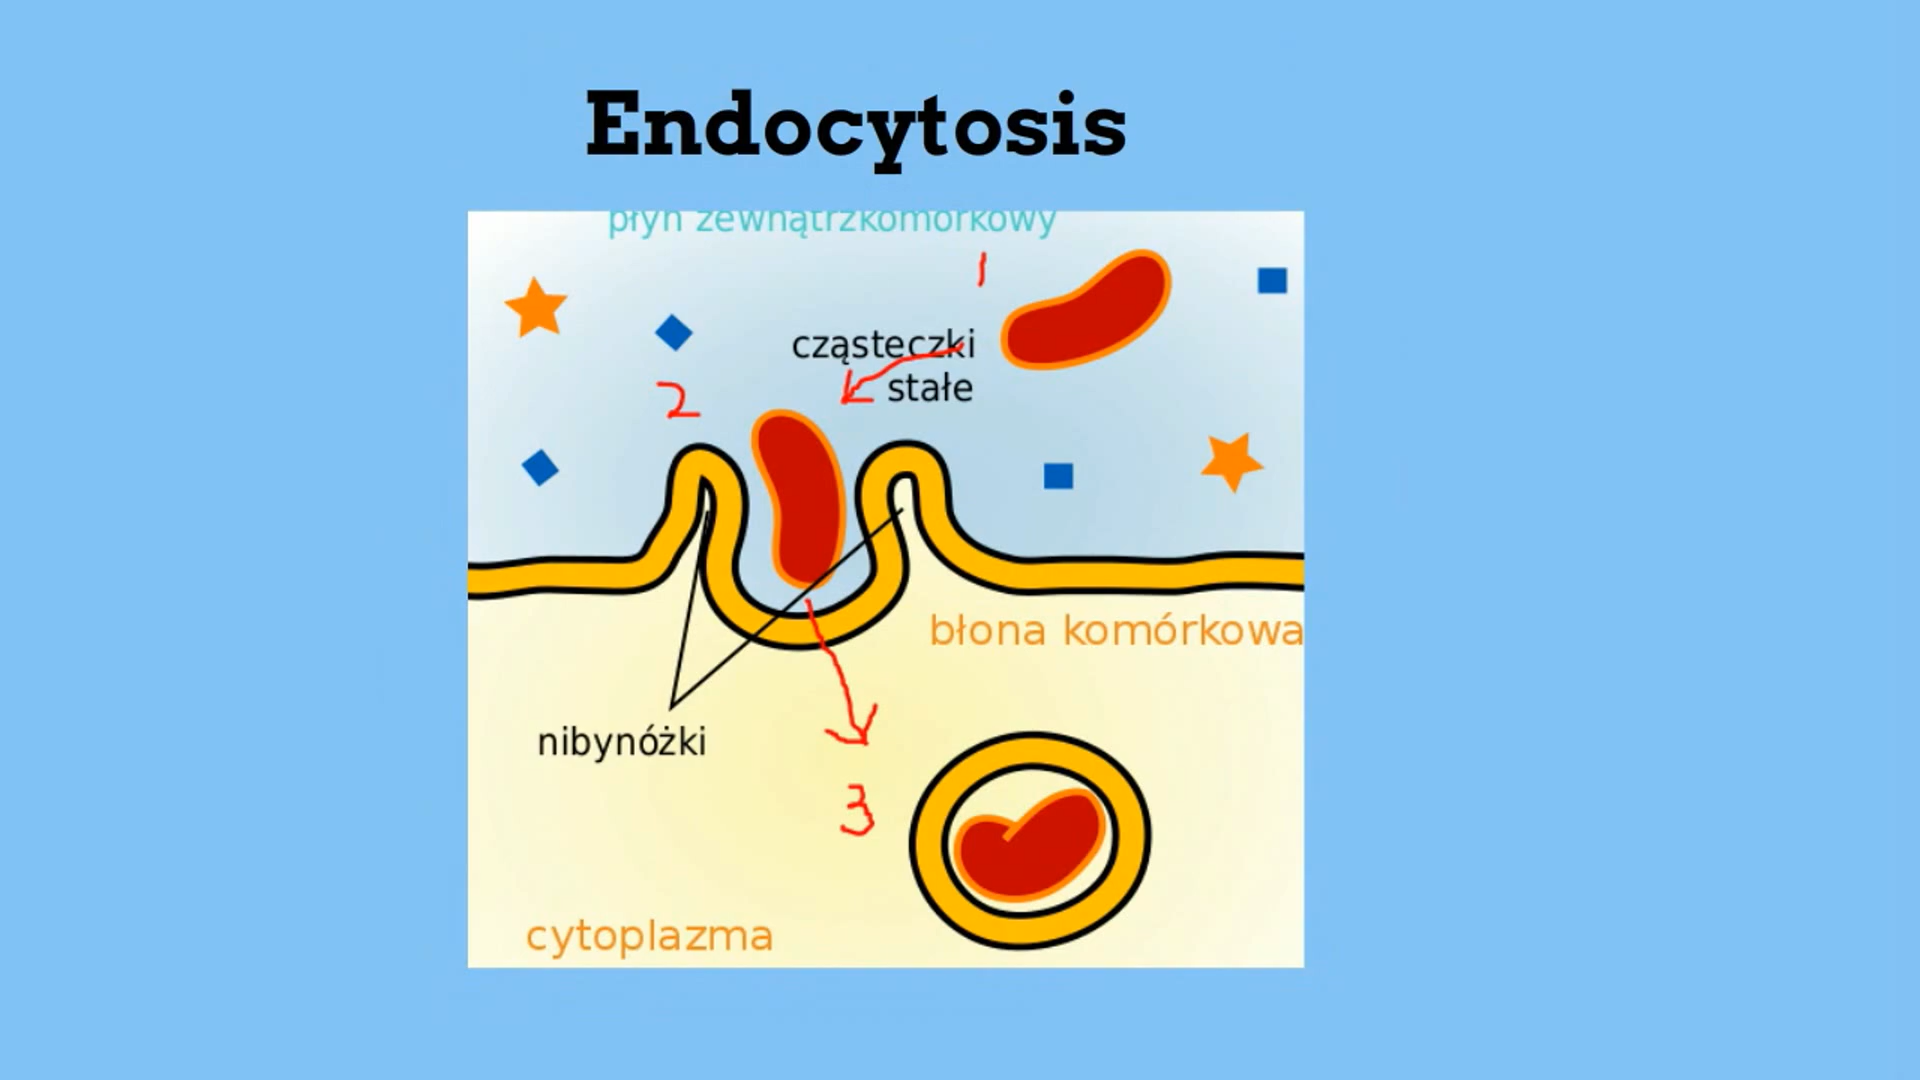 Endocytosis
płyn zewnątrzkomórkowy
1
cząsteczki
stałe
2
błona komórkowa
nibynóżki
3
cytoplazma